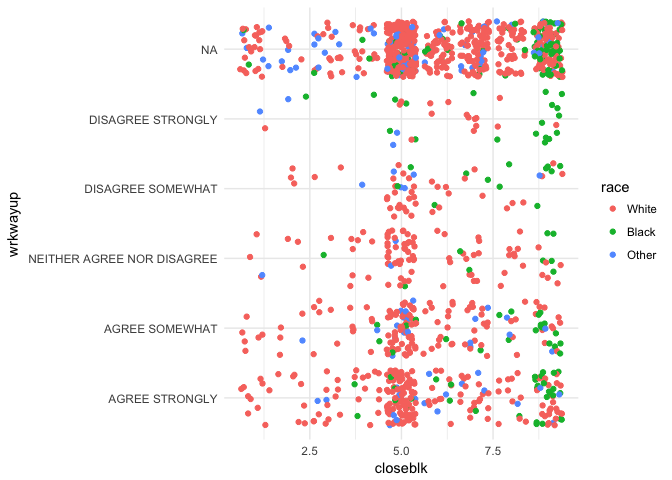 NA
DISAGREE STRONGLY
DISAGREE SOMEWHAT
NEITHER AGREE NOR DISAGREE
AGREE SOMEWHAT
AGREE STRONGLY
wrkwayup
2.5 5.0 7.5
closeblk
race
White
Black
Other